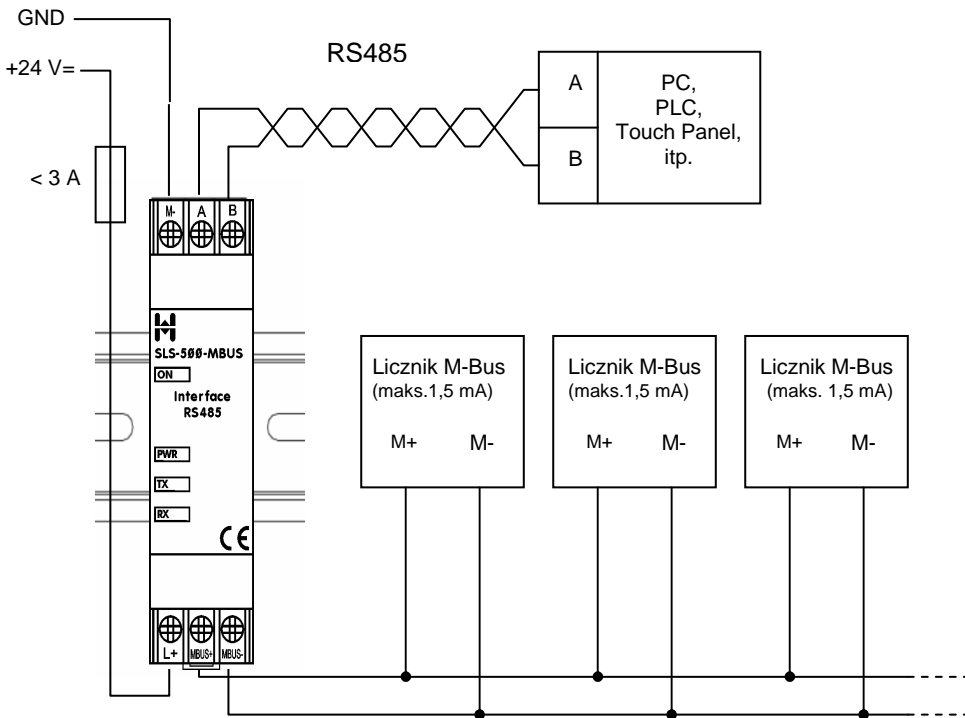 GND
+24 V=
< 3 A
RS485
A
B
PC,
PLC,
Touch Panel,
itp.
M-
A
B
SLS-500-MBUS
ON
Interface
RS485
PWR
TX
RX
CE
L+
MBUS+
MBUS-
Licznik M-Bus
(maks.1,5 mA)
M+ M-
Licznik M-Bus
(maks.1,5 mA)
M+ M-
Licznik M-Bus
(maks. 1,5 mA)
M+ M-